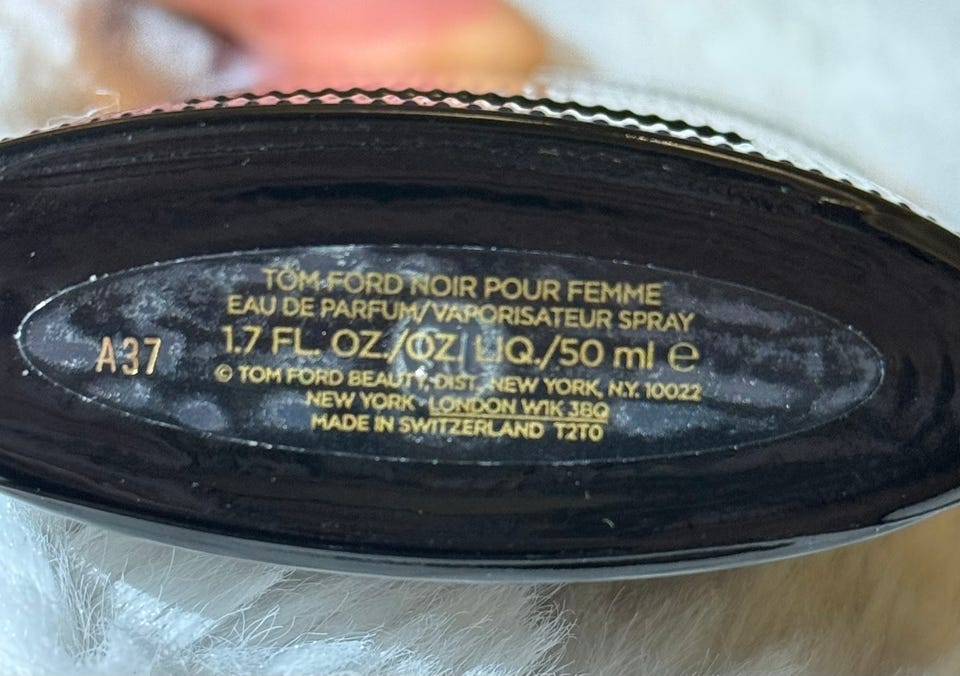 TOM FORD NOIR POUR FEMME
EAU DE PARFUM/VAPORISATEUR SPRAY
1.7 FL. OZ./OZ. LIQ./50 ml ℮
A37
© TOM FORD BEAUTY, DIST. NEW YORK, N.Y. 10022
NEW YORK · LONDON W1K 3BQ
MADE IN SWITZERLAND T2T0